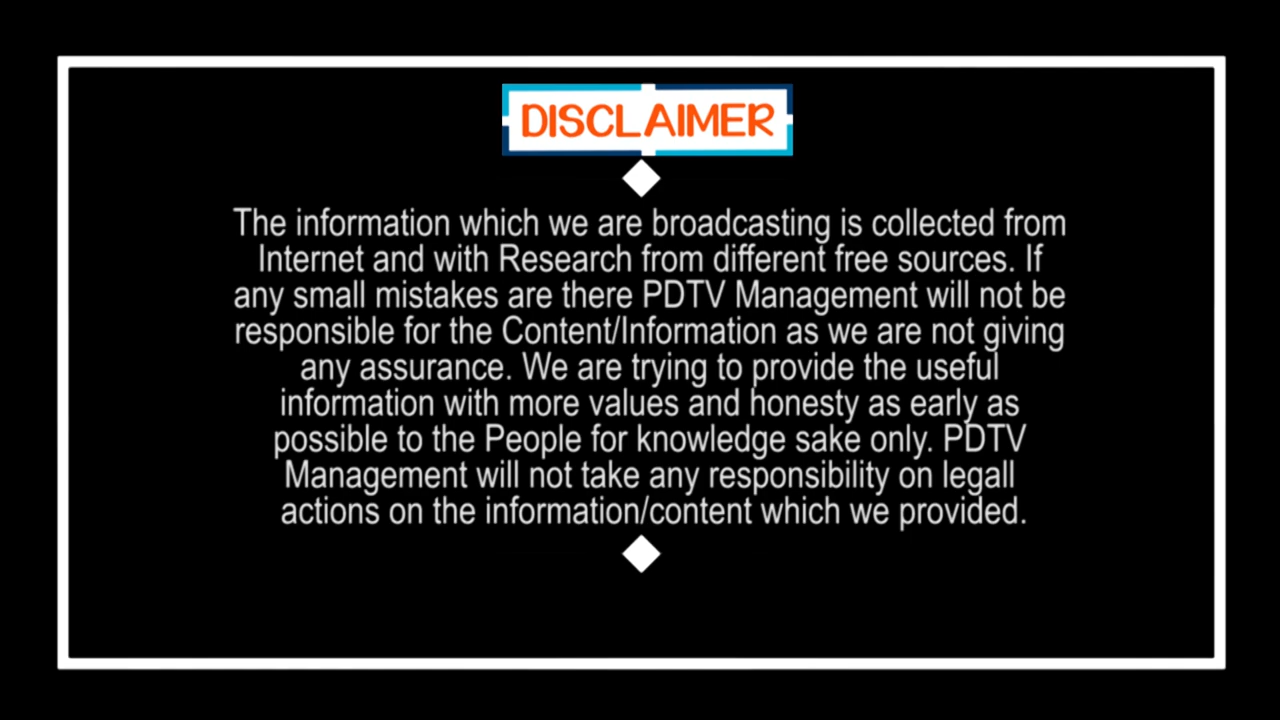 DISCLAIMER
The information which we are broadcasting is collected from
Internet and with Research from different free sources. If
any small mistakes are there PDTV Management will not be
responsible for the Content/Information as we are not giving
any assurance. We are trying to provide the useful
information with more values and honesty as early as
possible to the People for knowledge sake only. PDTV
Management will not take any responsibility on legall
actions on the information/content which we provided.